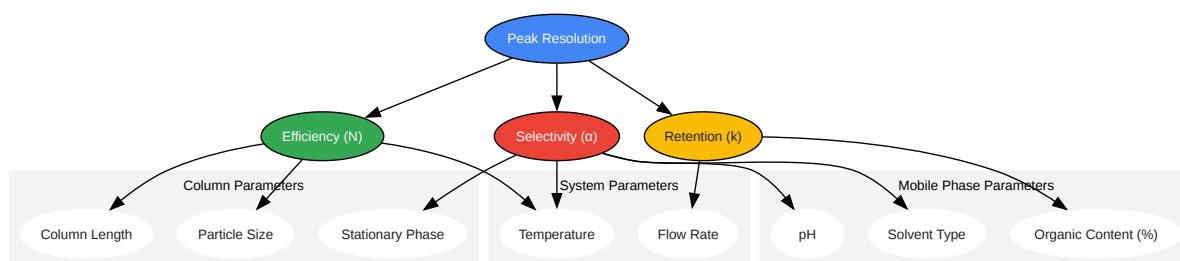 Peak Resolution
Efficiency (N)
Selectivity (α)
Retention (k)
Column Parameters
System Parameters
Mobile Phase Parameters
Column Length
Particle Size
Stationary Phase
Temperature
Flow Rate
pH
Solvent Type
Organic Content (%)